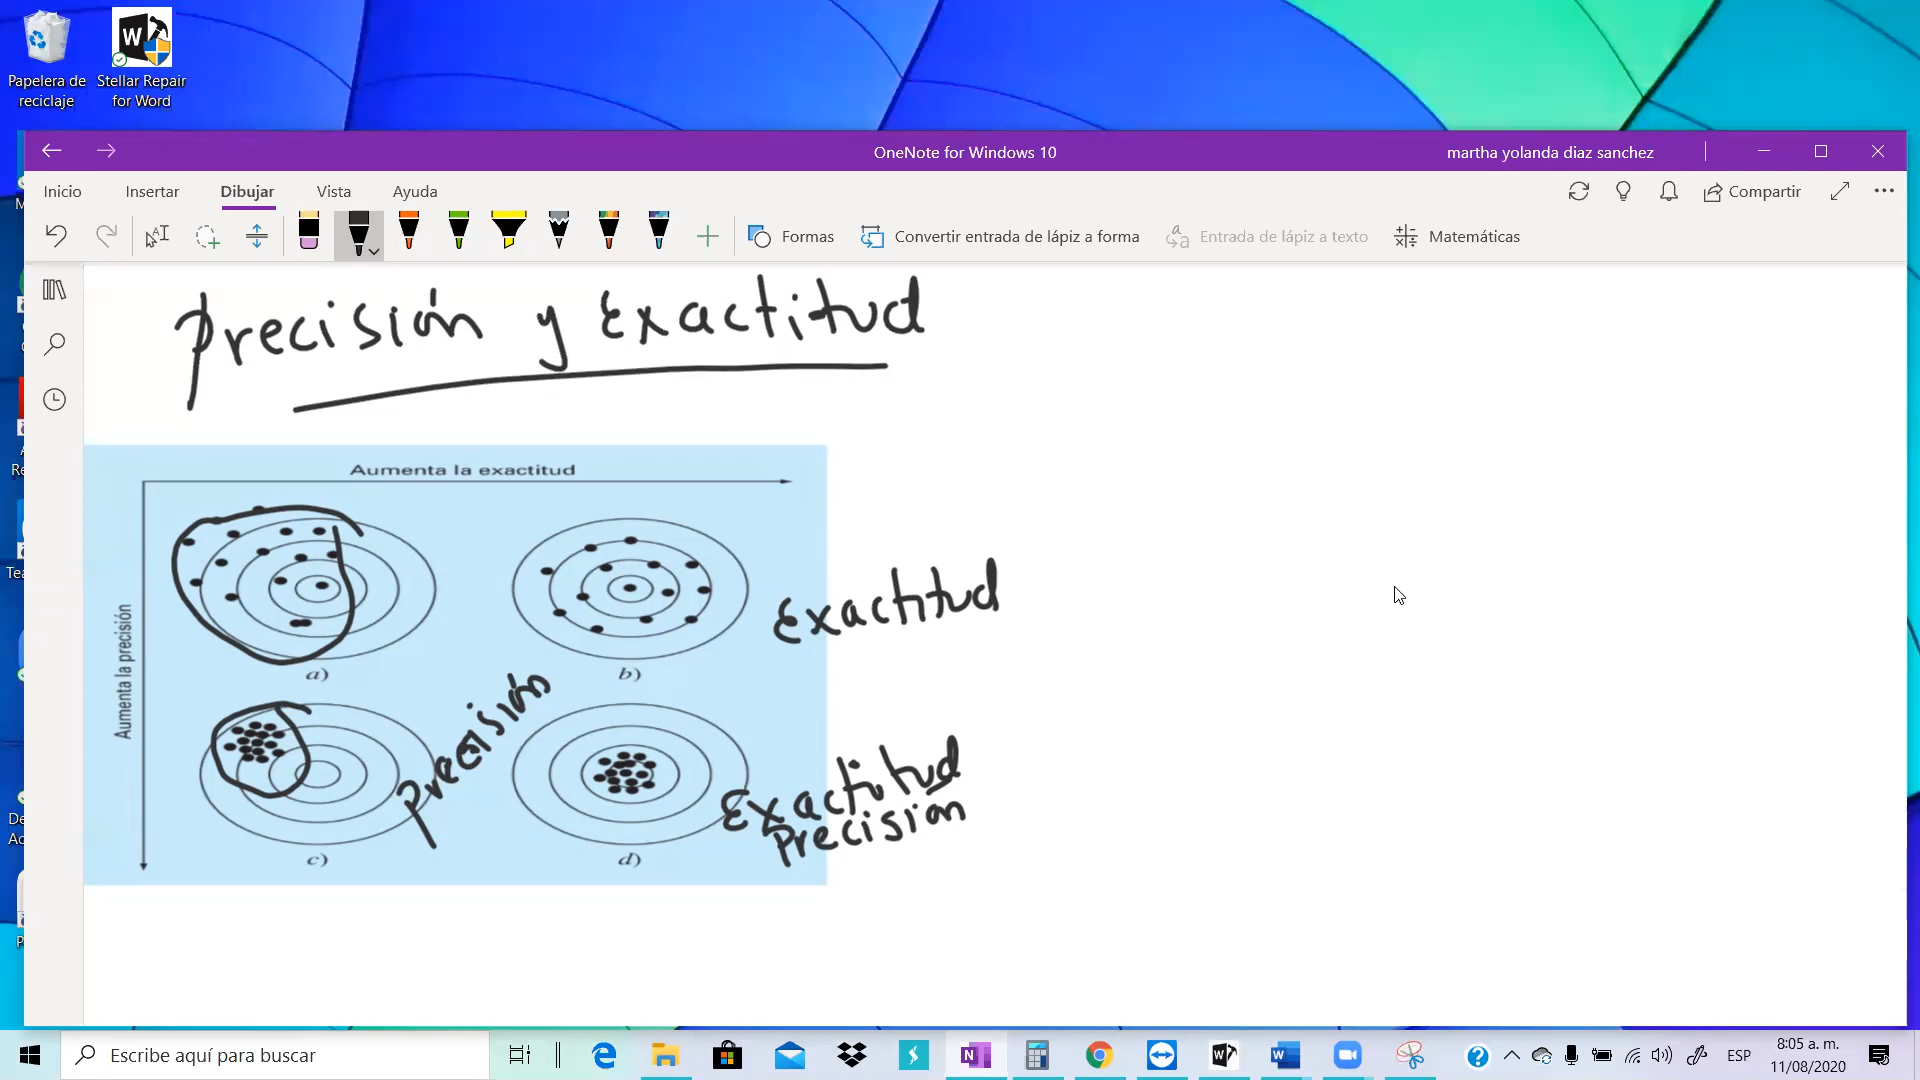 Papelera de
reciclaje
Stellar Repair
for Word
OneNote for Windows 10
martha yolanda diaz sanchez
Inicio
Insertar
Dibujar
Vista
Ayuda
Compartir
Formas
Convertir entrada de lápiz a forma
Entrada de lápiz a texto
Matemáticas
Precisión y Exactitud
Aumenta la exactitud
Aumenta la precisión
a)
b)
Exactitud
Precisión
c)
d)
Exactitud
Precision
Escribe aquí para buscar
ESP
8:05 a. m.
11/08/2020